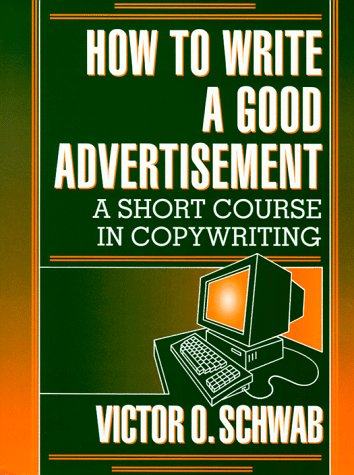 HOW TO WRITE
A GOOD
ADVERTISEMENT
A SHORT COURSE
IN COPYWRITING
VICTOR O. SCHWAB